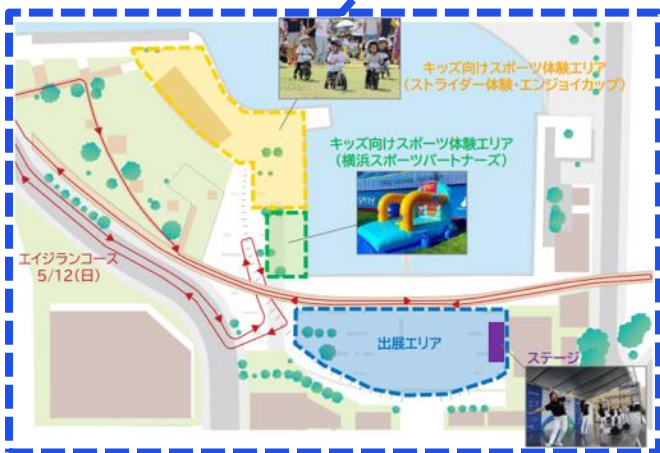 キッズ向けスポーツ体験エリア
(ストライダー体験・エンジョイカップ)
キッズ向けスポーツ体験エリア
(横浜スポーツパートナーズ)
エイジランコース
5/12(日)
出展エリア
ステージ